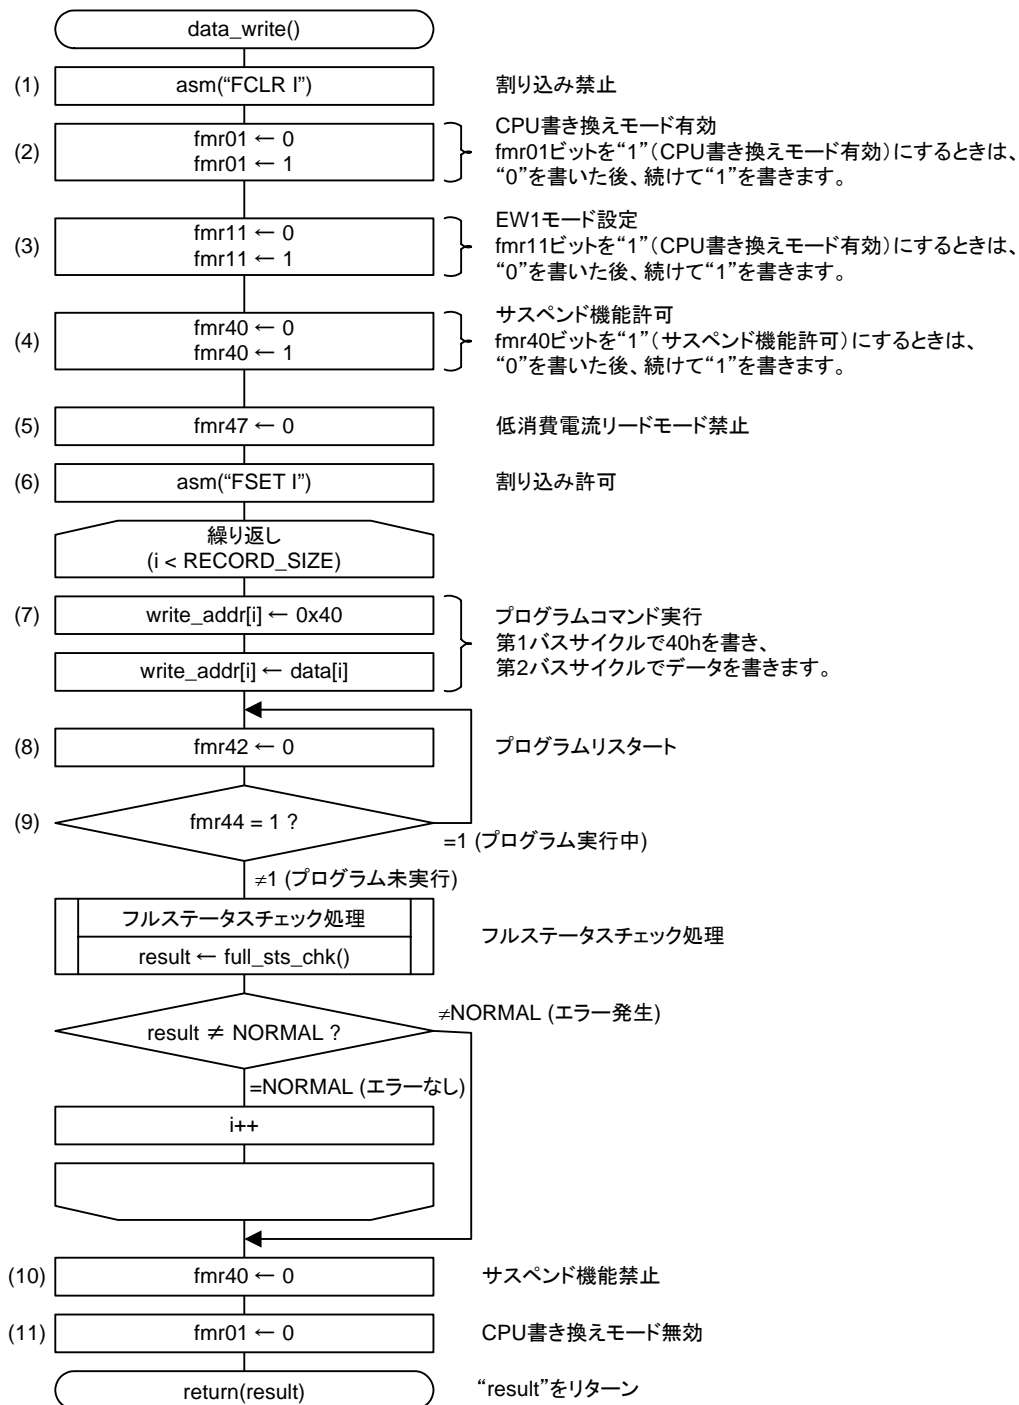 data_write()
(1)
asm(“FCLR I”)
割り込み禁止
(2)
fmr01 ← 0
fmr01 ← 1
CPU書き換えモード有効
fmr01ビットを“1”(CPU書き換えモード有効)にするときは、
“0”を書いた後、続けて“1”を書きます。
(3)
fmr11 ← 0
fmr11 ← 1
EW1モード設定
fmr11ビットを“1”(CPU書き換えモード有効)にするときは、
“0”を書いた後、続けて“1”を書きます。
(4)
fmr40 ← 0
fmr40 ← 1
サスペンド機能許可
fmr40ビットを“1”(サスペンド機能許可)にするときは、
“0”を書いた後、続けて“1”を書きます。
(5)
fmr47 ← 0
低消費電流リードモード禁止
(6)
asm(“FSET I”)
割り込み許可
繰り返し
(i < RECORD_SIZE)
(7)
write_addr[i] ← 0x40
write_addr[i] ← data[i]
プログラムコマンド実行
第1バスサイクルで40hを書き、
第2バスサイクルでデータを書きます。
(8)
fmr42 ← 0
プログラムリスタート
(9)
fmr44 = 1 ?
=1 (プログラム実行中)
≠1 (プログラム未実行)
フルステータスチェック処理
result ← full_sts_chk()
フルステータスチェック処理
result ≠ NORMAL ?
≠NORMAL (エラー発生)
=NORMAL (エラーなし)
i++
(10)
fmr40 ← 0
サスペンド機能禁止
(11)
fmr01 ← 0
CPU書き換えモード無効
return(result)
“result”をリターン